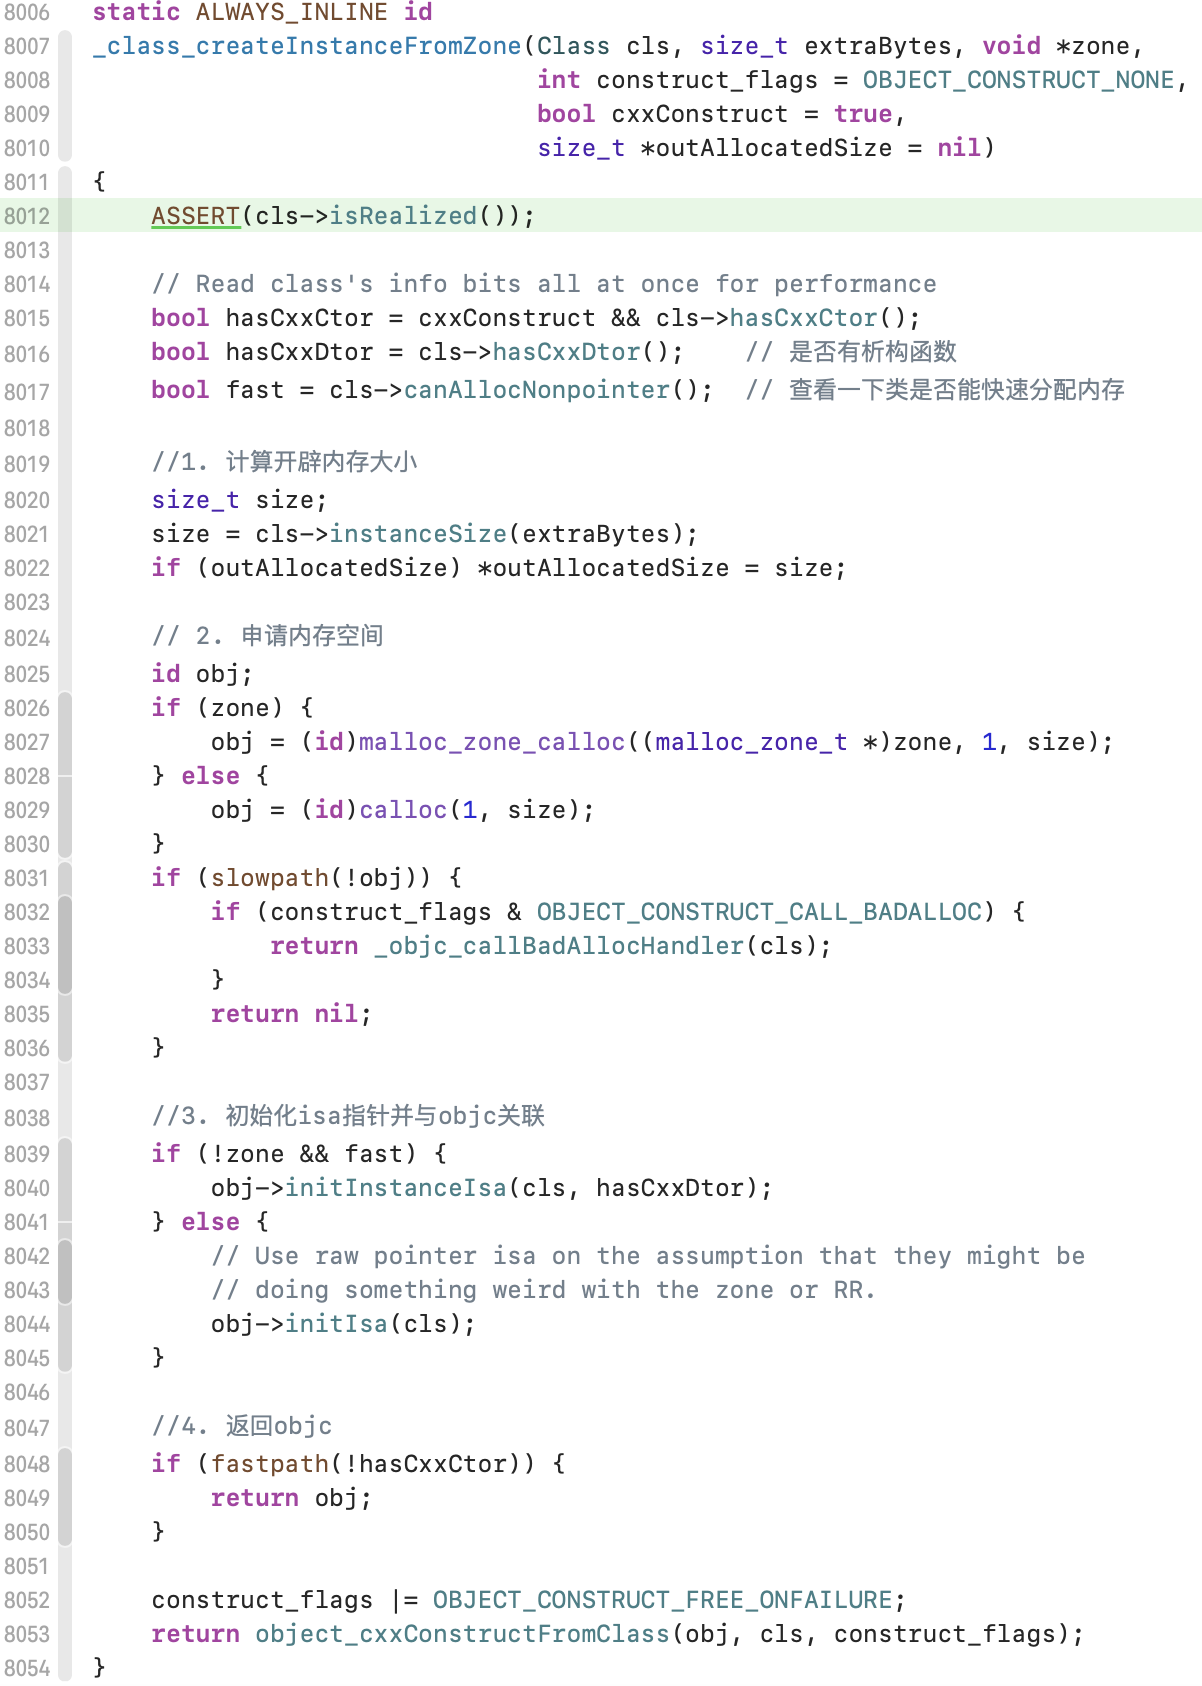 8006 static ALWAYS_INLINE id
8007 _class_createInstanceFromZone(Class cls, size_t extraBytes, void *zone,
8008                               int construct_flags = OBJECT_CONSTRUCT_NONE,
8009                               bool cxxConstruct = true,
8010                               size_t *outAllocatedSize = nil)
8011 {
8012     ASSERT(cls->isRealized());
8013
8014     // Read class's info bits all at once for performance
8015     bool hasCxxCtor = cxxConstruct && cls->hasCxxCtor();
8016     bool hasCxxDtor = cls->hasCxxDtor();    // 是否有析构函数
8017     bool fast = cls->canAllocNonpointer();  // 查看一下类是否能快速分配内存
8018
8019     //1. 计算开辟内存大小
8020     size_t size;
8021     size = cls->instanceSize(extraBytes);
8022     if (outAllocatedSize) *outAllocatedSize = size;
8023
8024     // 2. 申请内存空间
8025     id obj;
8026     if (zone) {
8027         obj = (id)malloc_zone_calloc((malloc_zone_t *)zone, 1, size);
8028     } else {
8029         obj = (id)calloc(1, size);
8030     }
8031     if (slowpath(!obj)) {
8032         if (construct_flags & OBJECT_CONSTRUCT_CALL_BADALLOC) {
8033             return _objc_callBadAllocHandler(cls);
8034         }
8035         return nil;
8036     }
8037
8038     //3. 初始化isa指针并与objc关联
8039     if (!zone && fast) {
8040         obj->initInstanceIsa(cls, hasCxxDtor);
8041     } else {
8042         // Use raw pointer isa on the assumption that they might be
8043         // doing something weird with the zone or RR.
8044         obj->initIsa(cls);
8045     }
8046
8047     //4. 返回objc
8048     if (fastpath(!hasCxxCtor)) {
8049         return obj;
8050     }
8051
8052     construct_flags |= OBJECT_CONSTRUCT_FREE_ONFAILURE;
8053     return object_cxxConstructFromClass(obj, cls, construct_flags);
8054 }